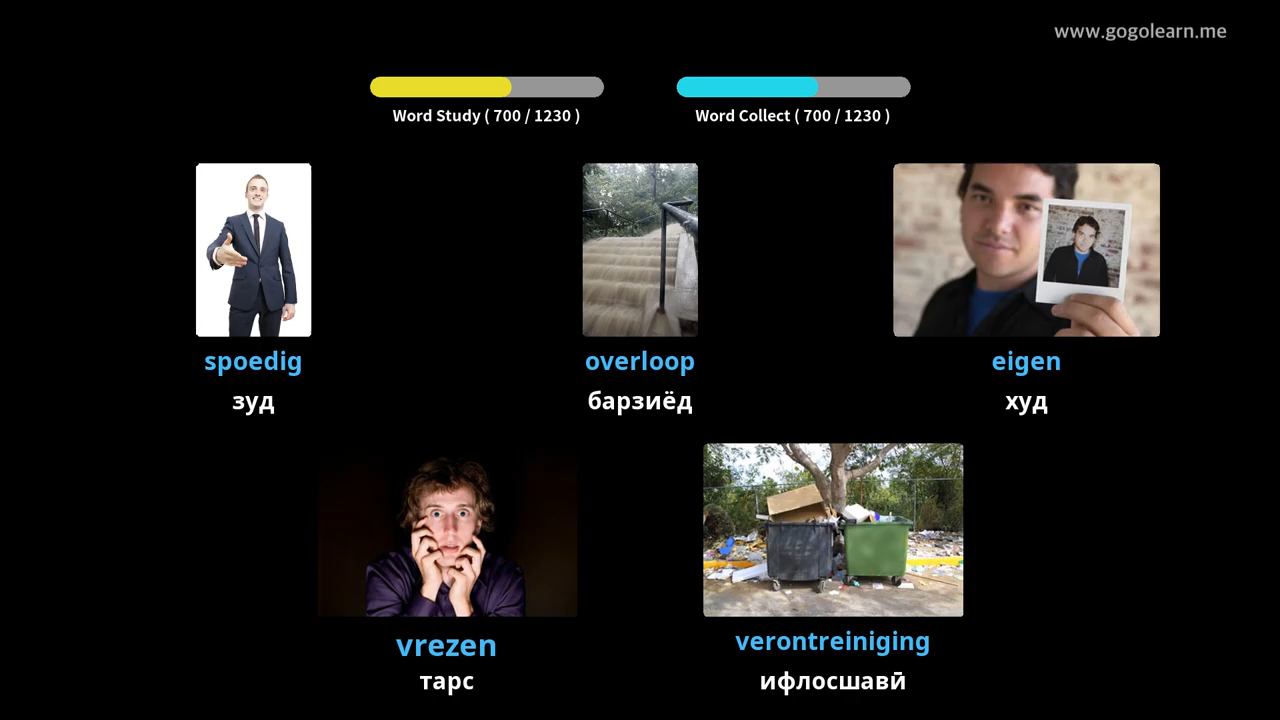 www.gogolearn.me
Word Study ( 700 / 1230 )
Word Collect ( 700 / 1230 )
spoedig
зуд
overloop
барзиёд
eigen
худ
vrezen
тарс
verontreiniging
ифлосшавӣ